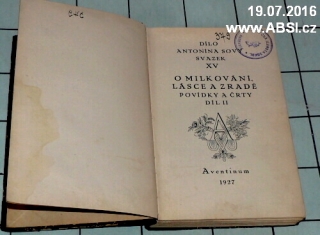 19.07.2016
www.ABSI.cz
DÍLO
ANTONÍNA SOVY
SVAZEK
XV
O MILKOVÁNÍ,
LÁSCE A ZRADĚ
POVÍDKY A ČRTY
DÍL II
Aventinum
1927